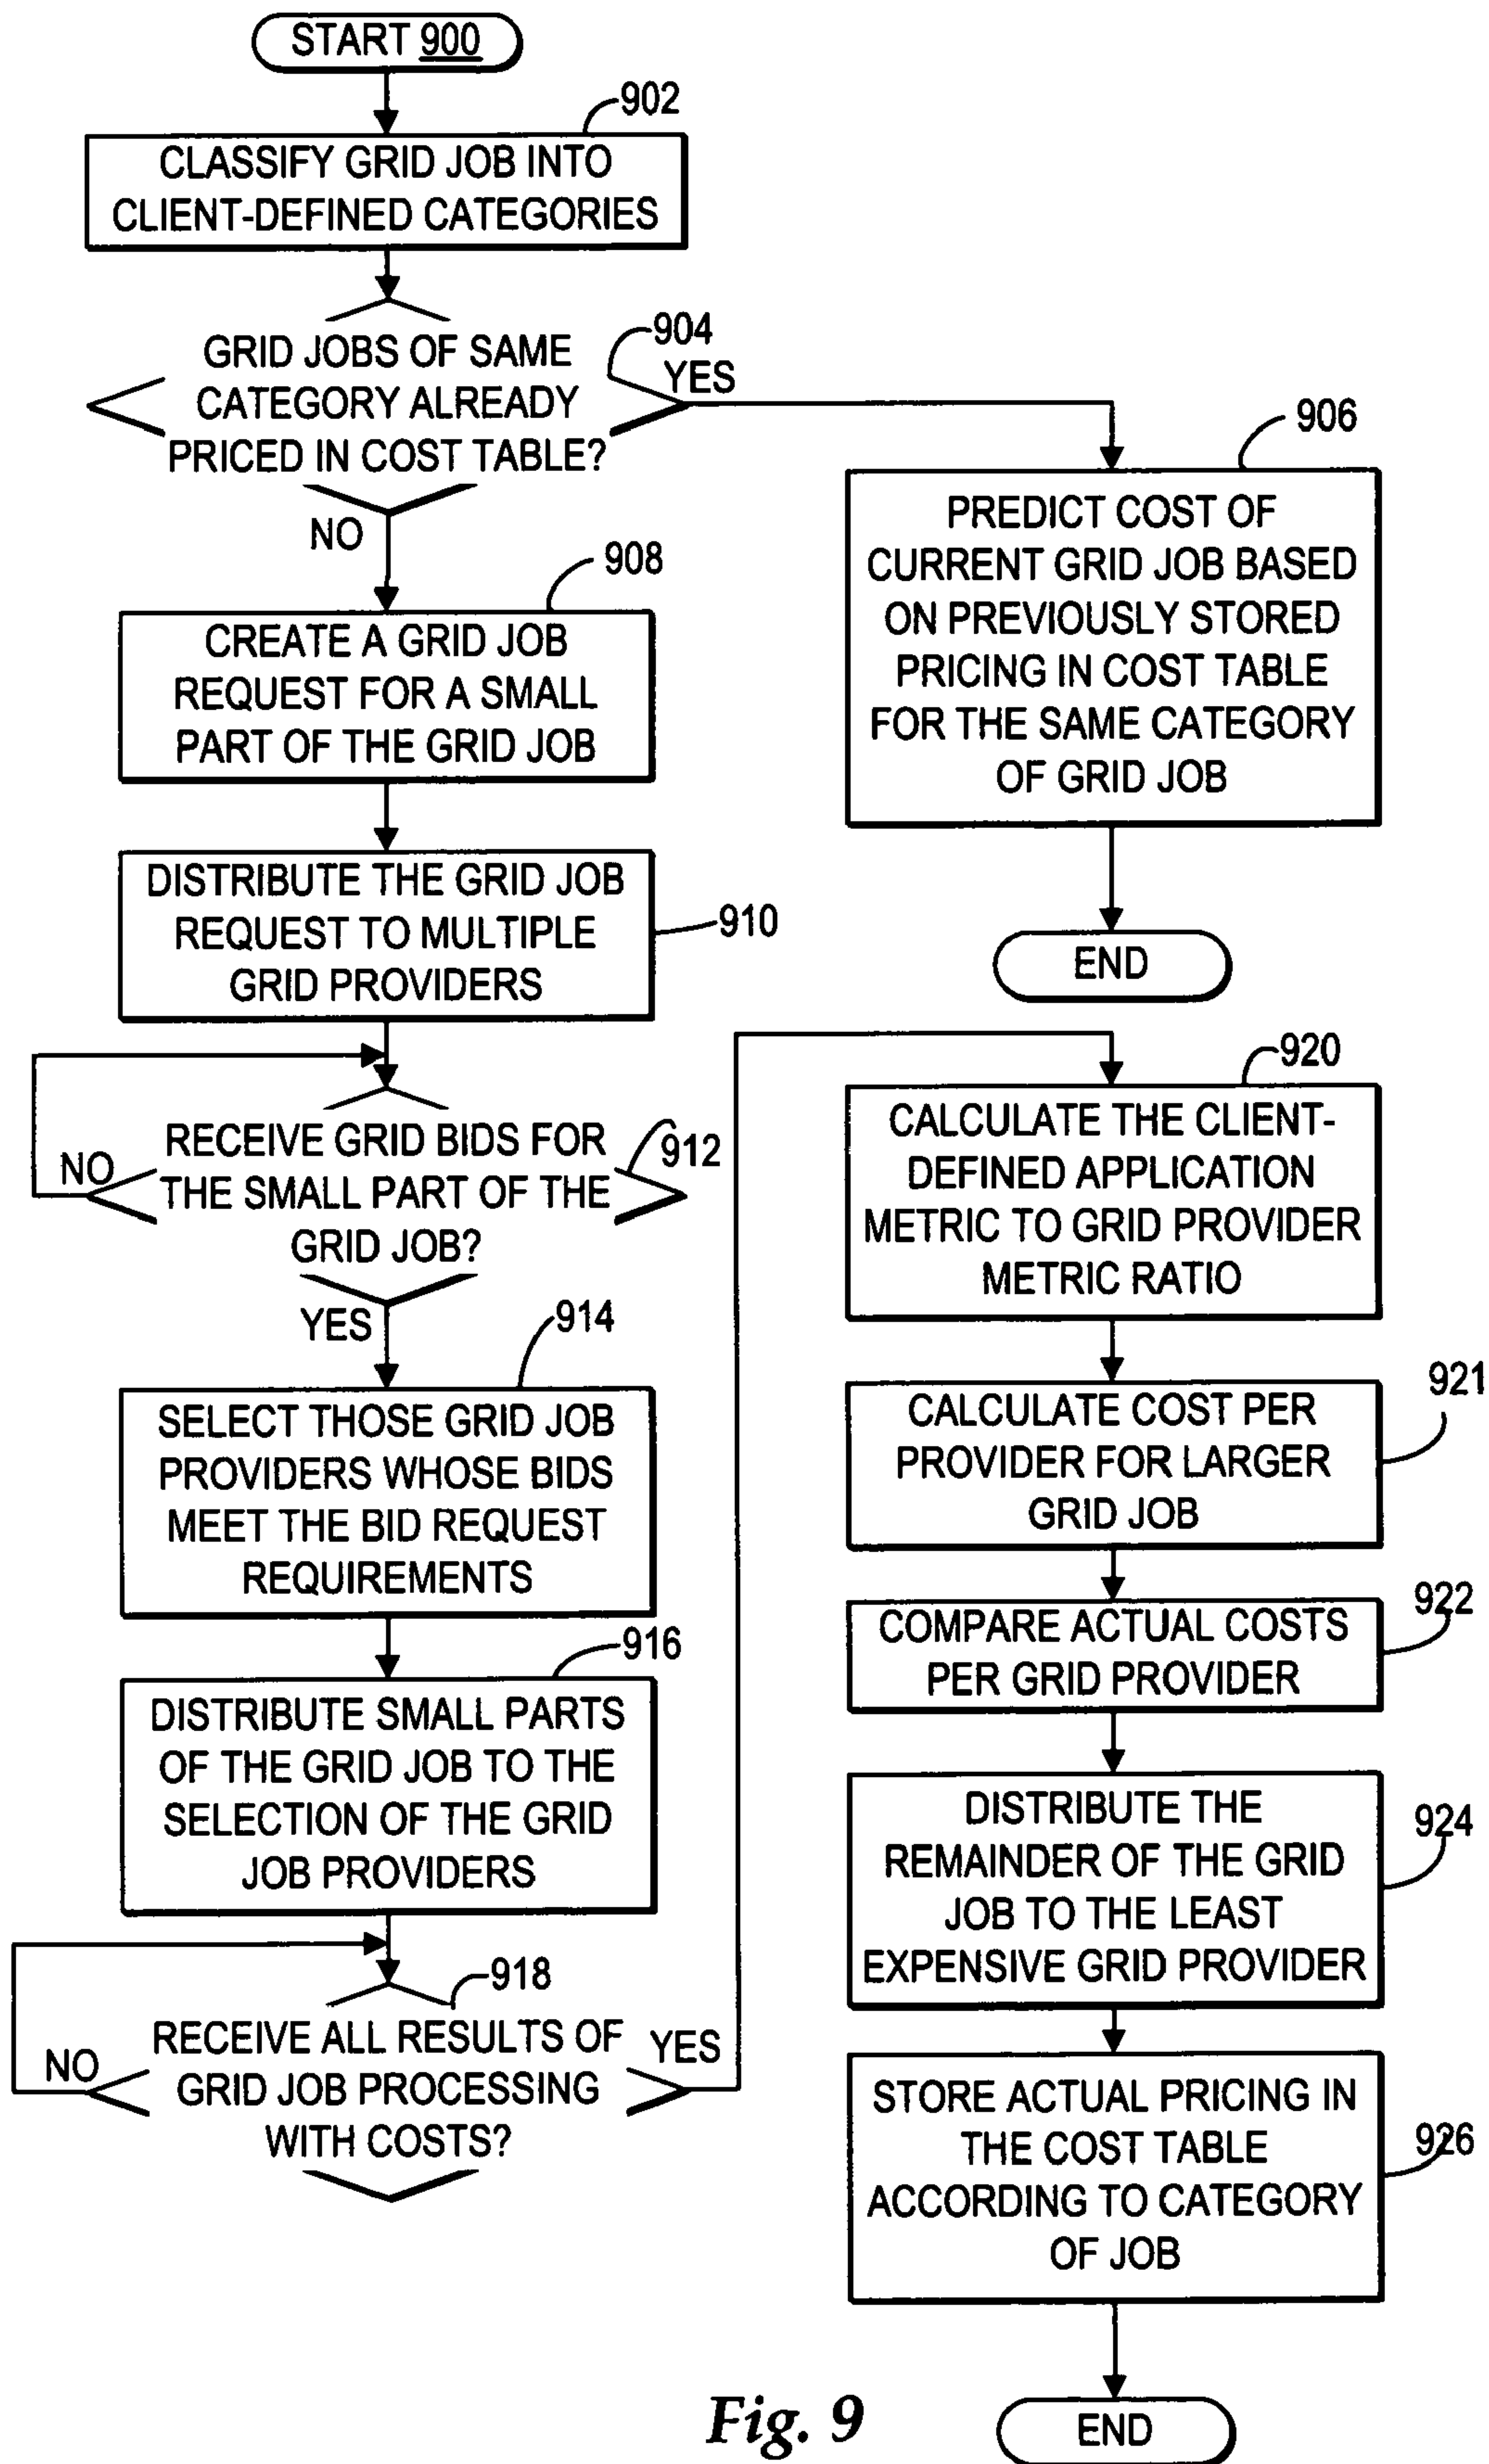 START 900
902
CLASSIFY GRID JOB INTO
CLIENT-DEFINED CATEGORIES
904
GRID JOBS OF SAME
CATEGORY ALREADY
PRICED IN COST TABLE?
YES
NO
906
PREDICT COST OF
CURRENT GRID JOB BASED
ON PREVIOUSLY STORED
PRICING IN COST TABLE
FOR THE SAME CATEGORY
OF GRID JOB
END
908
CREATE A GRID JOB
REQUEST FOR A SMALL
PART OF THE GRID JOB
DISTRIBUTE THE GRID JOB
REQUEST TO MULTIPLE
GRID PROVIDERS
910
RECEIVE GRID BIDS FOR
THE SMALL PART OF THE
GRID JOB?
912
NO
YES
914
SELECT THOSE GRID JOB
PROVIDERS WHOSE BIDS
MEET THE BID REQUEST
REQUIREMENTS
916
DISTRIBUTE SMALL PARTS
OF THE GRID JOB TO THE
SELECTION OF THE GRID
JOB PROVIDERS
918
RECEIVE ALL RESULTS OF
GRID JOB PROCESSING
WITH COSTS?
NO
YES
920
CALCULATE THE CLIENT-
DEFINED APPLICATION
METRIC TO GRID PROVIDER
METRIC RATIO
921
CALCULATE COST PER
PROVIDER FOR LARGER
GRID JOB
922
COMPARE ACTUAL COSTS
PER GRID PROVIDER
924
DISTRIBUTE THE
REMAINDER OF THE GRID
JOB TO THE LEAST
EXPENSIVE GRID PROVIDER
926
STORE ACTUAL PRICING IN
THE COST TABLE
ACCORDING TO CATEGORY
OF JOB
END
Fig. 9